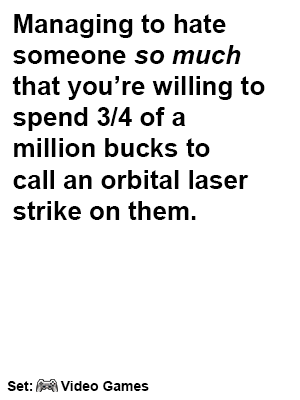 Managing to hate
someone so much
that you’re willing to
spend 3/4 of a
million bucks to
call an orbital laser
strike on them.
Set: Video Games